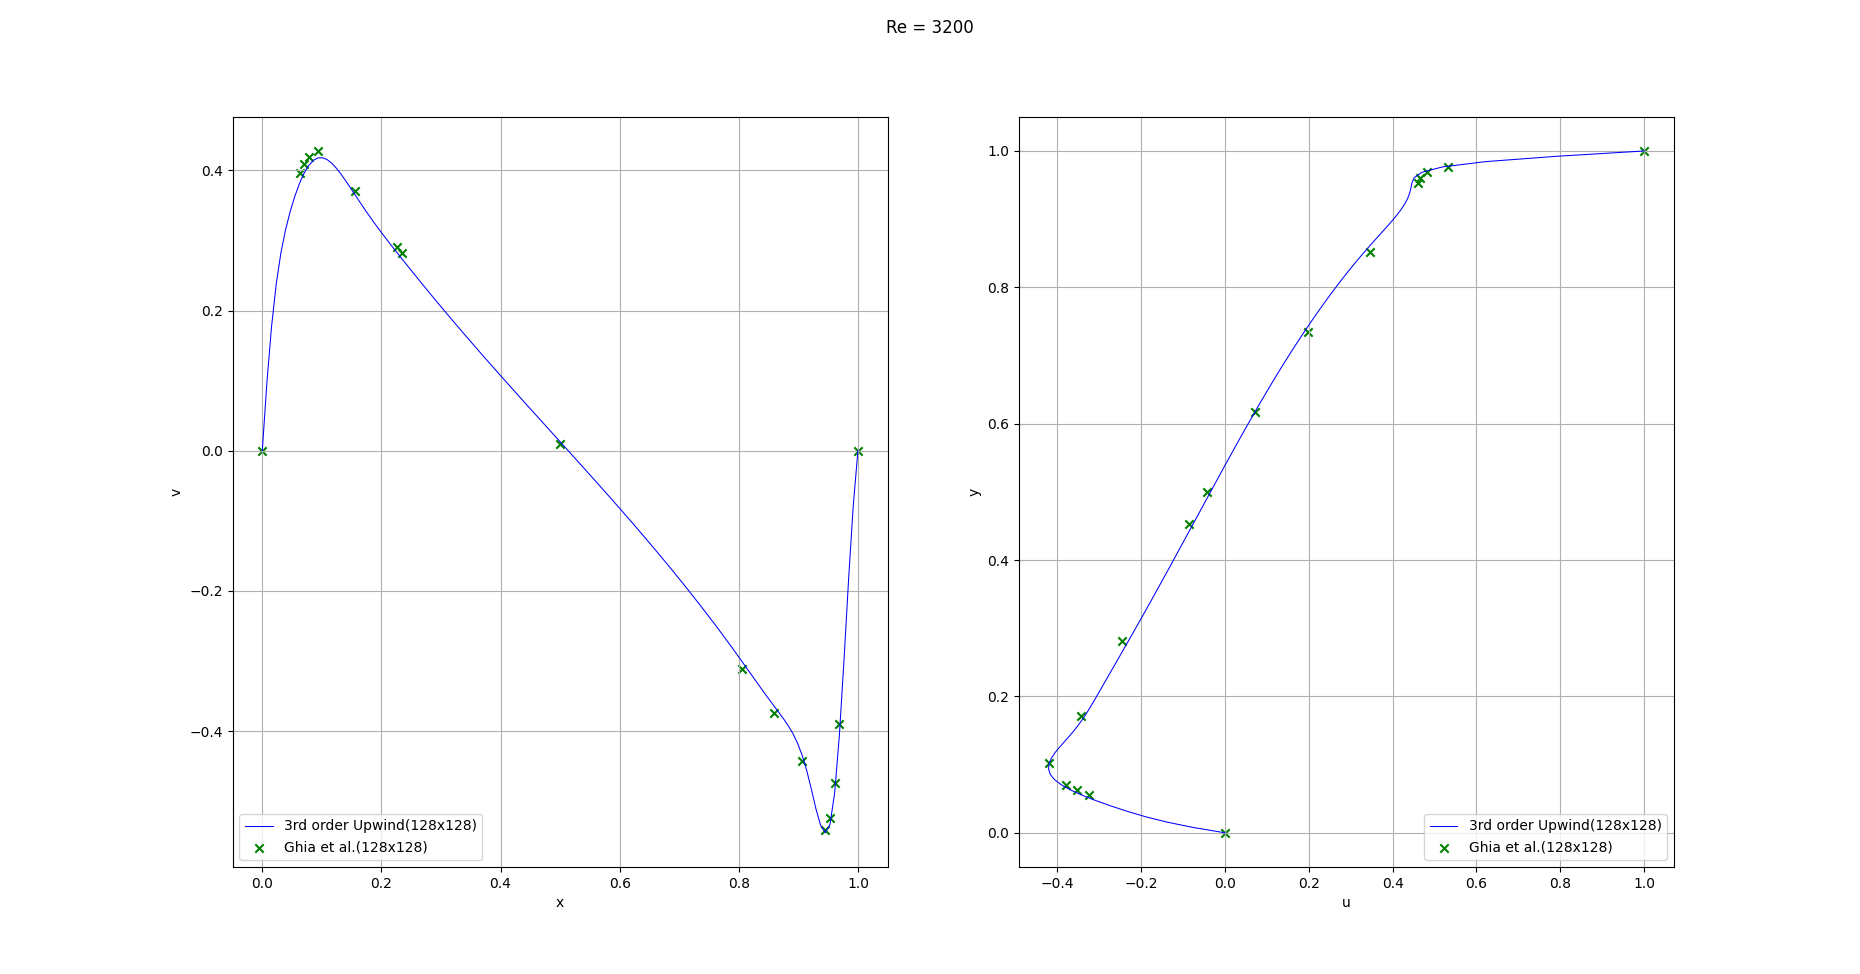 Re = 3200
0.4
0.2
0.0
−0.2
−0.4
v
0.0 0.2 0.4 0.6 0.8 1.0
x
3rd order Upwind(128x128)
Ghia et al.(128x128)
1.0
0.8
0.6
0.4
0.2
0.0
y
−0.4 −0.2 0.0 0.2 0.4 0.6 0.8 1.0
u
3rd order Upwind(128x128)
Ghia et al.(128x128)